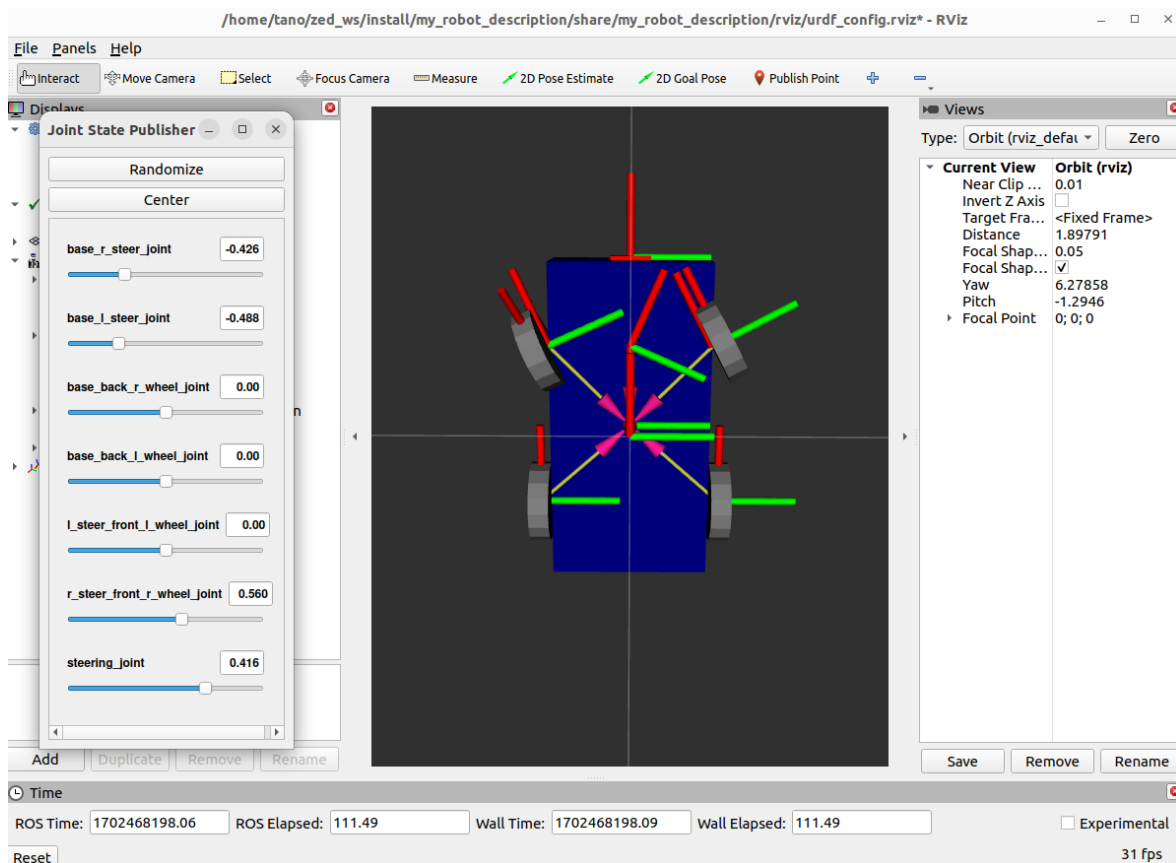 /home/tano/zed_ws/install/my_robot_description/share/my_robot_description/rviz/urdf_config.rviz* - RViz
File Panels Help
Interact Move Camera Select Focus Camera Measure 2D Pose Estimate 2D Goal Pose Publish Point
Displays
Joint State Publisher
Randomize
Center
base_r_steer_joint -0.426
base_l_steer_joint -0.488
base_back_r_wheel_joint 0.00
base_back_l_wheel_joint 0.00
l_steer_front_l_wheel_joint 0.00
r_steer_front_r_wheel_joint 0.560
steering_joint 0.416
n
Add Duplicate Remove Rename
Views
Type: Orbit (rviz_defau Zero
Current View Orbit (rviz)
Near Clip ... 0.01
Invert Z Axis
Target Fra... <Fixed Frame>
Distance 1.89791
Focal Shap... 0.05
Focal Shap... ✓
Yaw 6.27858
Pitch -1.2946
Focal Point 0; 0; 0
Save Remove Rename
Time
ROS Time: 1702468198.06 ROS Elapsed: 111.49 Wall Time: 1702468198.09 Wall Elapsed: 111.49 Experimental
Reset 31 fps